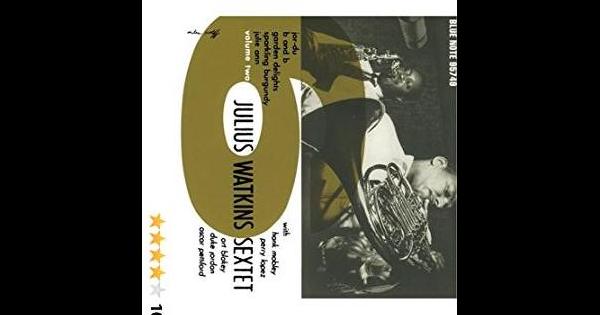 BLUE NOTE 95749
jor-du
b and b
garden delights
sparkling burgundy
julie ann
volume two
JULIUS WATKINS SEXTET
with
hank mobley
perry lopez
art blakey
duke jordan
oscar pettiford